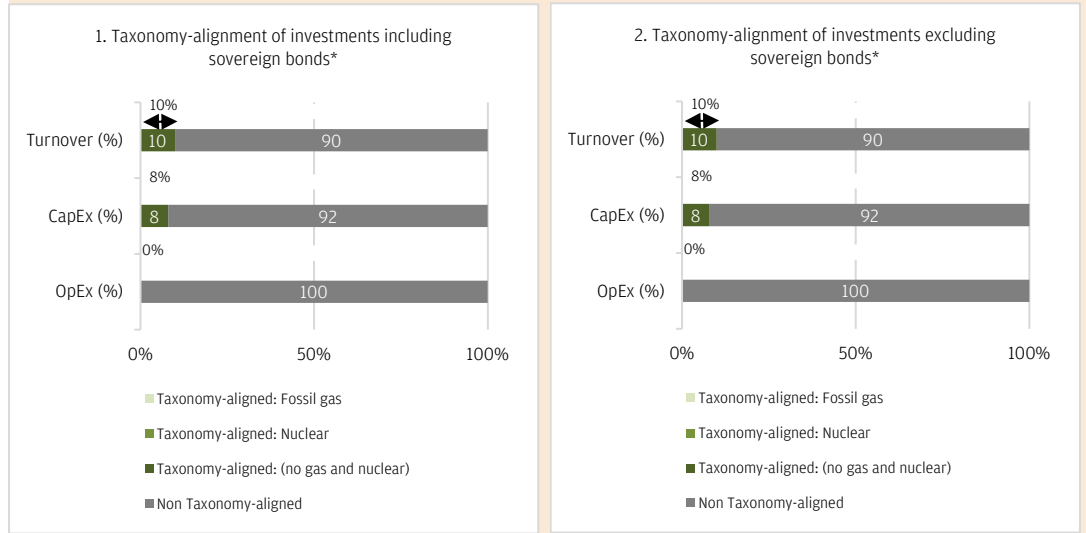 1. Taxonomy-alignment of investments including
sovereign bonds*
10%
Turnover (%)
10
90
8%
CapEx (%)
8
92
0%
OpEx (%)
100
0%
50%
100%
Taxonomy-aligned: Fossil gas
Taxonomy-aligned: Nuclear
Taxonomy-aligned: (no gas and nuclear)
Non Taxonomy-aligned
2. Taxonomy-alignment of investments excluding
sovereign bonds*
10%
Turnover (%)
10
90
8%
CapEx (%)
8
92
0%
OpEx (%)
100
0%
50%
100%
Taxonomy-aligned: Fossil gas
Taxonomy-aligned: Nuclear
Taxonomy-aligned: (no gas and nuclear)
Non Taxonomy-aligned